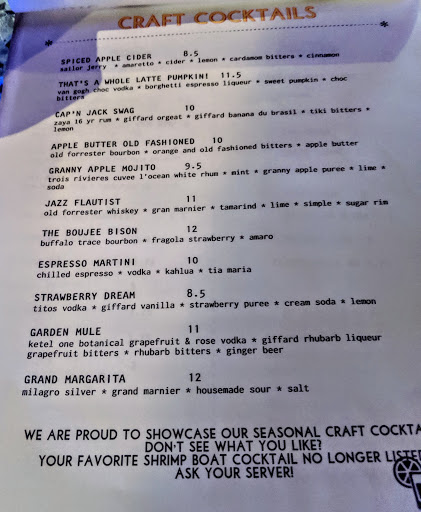 CRAFT COCKTAILS
SPICED APPLE CIDER 8.5
sailor jerry * amaretto * cider * lemon * cardamom bitters * cinnamon
THAT'S A WHOLE LATTE PUMPKIN! 11.5
van gogh choc vodka * borghetti espresso liqueur * sweet pumpkin * choc
bitters
CAP'N JACK SWAG 10
zaya 16 yr rum * giffard orgeat * giffard banana du brasil * tiki bitters *
lemon
APPLE BUTTER OLD FASHIONED 10
old forrester bourbon * orange and old fashioned bitters * apple butter
GRANNY APPLE MOJITO 9.5
trois rivieres cuvee l'ocean white rhum * mint * granny apple puree * lime *
soda
JAZZ FLAUTIST 11
old forrester whiskey * gran marnier * tamarind * lime * simple * sugar rim
THE BOUJEE BISON 12
buffalo trace bourbon * fragola strawberry * amaro
ESPRESSO MARTINI 10
chilled espresso * vodka * kahlua * tia maria
STRAWBERRY DREAM 8.5
titos vodka * giffard vanilla * strawberry puree * cream soda * lemon
GARDEN MULE 11
ketel one botanical grapefruit & rose vodka * giffard rhubarb liqueur
grapefruit bitters * rhubarb bitters * ginger beer
GRAND MARGARITA 12
milagro silver * grand marnier * housemade sour * salt
WE ARE PROUD TO SHOWCASE OUR SEASONAL CRAFT COCKTA
DON'T SEE WHAT YOU LIKE?
YOUR FAVORITE SHRIMP BOAT COCKTAIL NO LONGER LISTE
ASK YOUR SERVER!